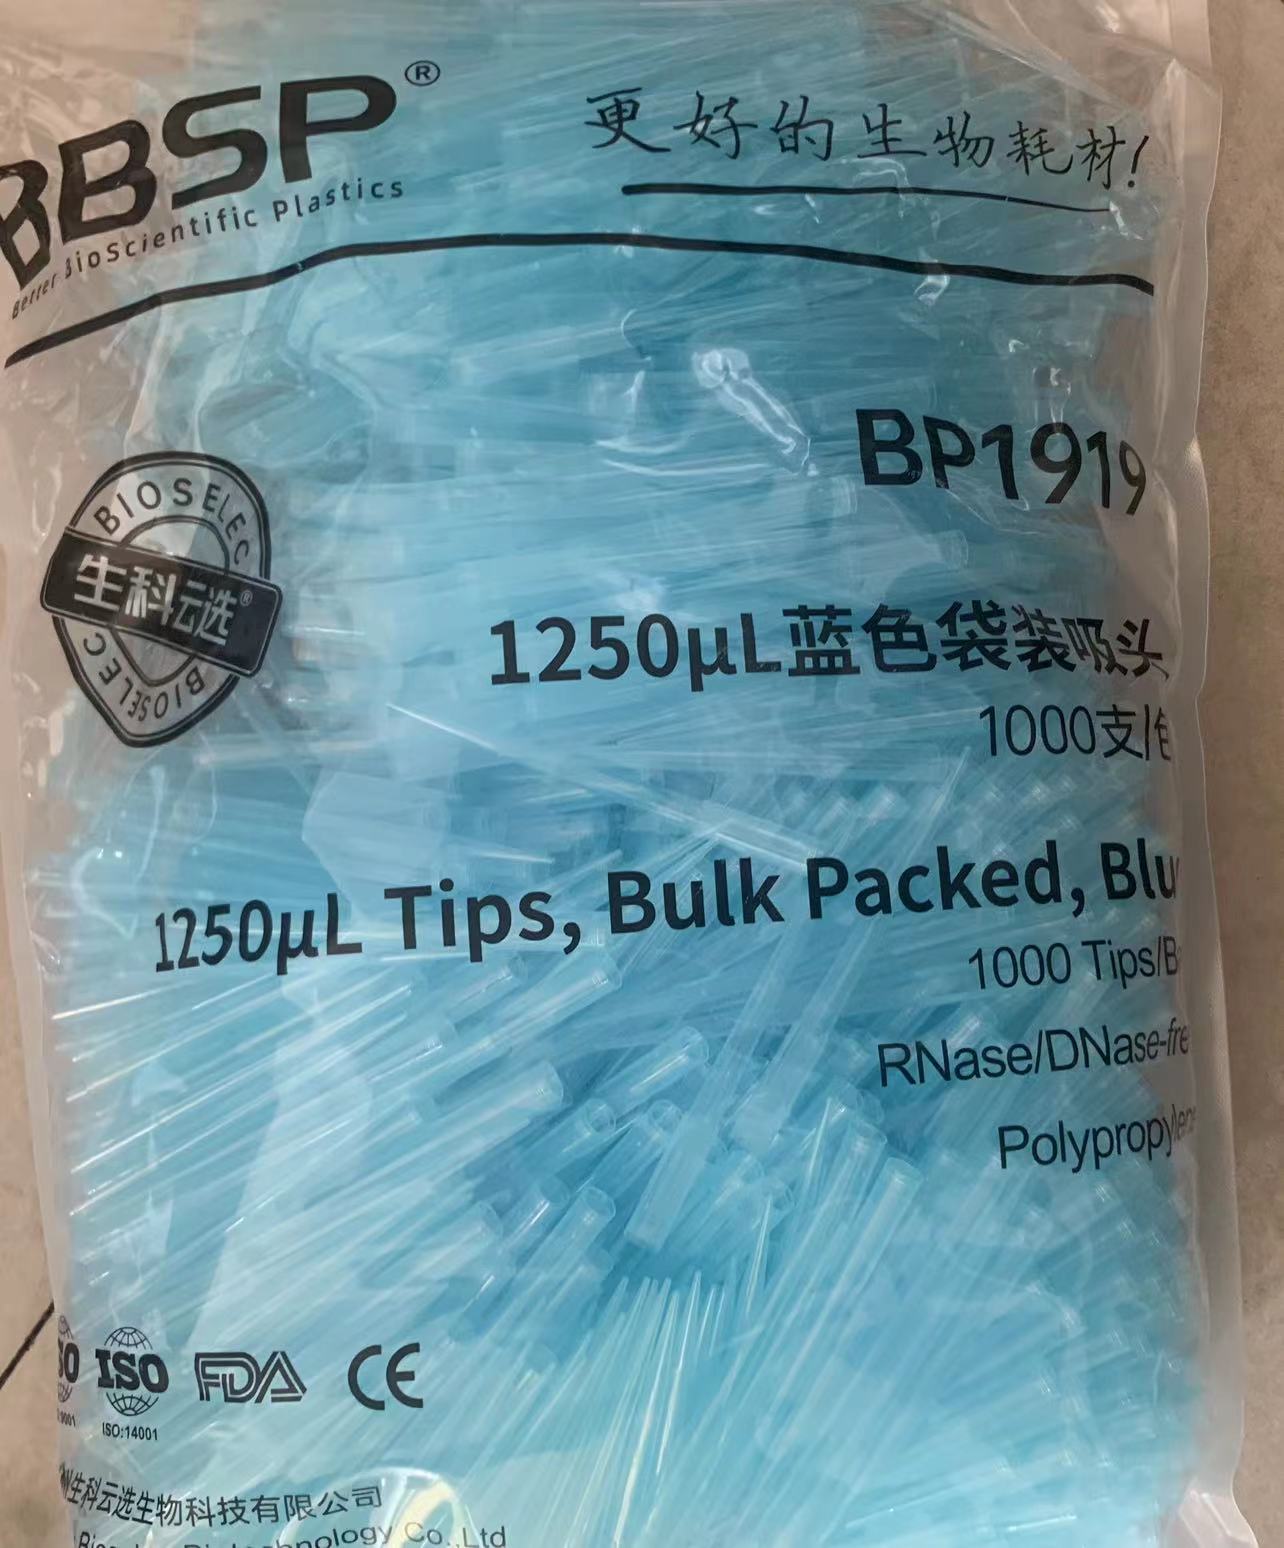 BBSP®
Better BioScientific Plastics
更好的生物耗材!
BP1919
BIOSELEC
生科云选®
BIOSELEC
1250μL蓝色袋装吸头
1000支/包
1250μL Tips, Bulk Packed, Blu
1000 Tips/B
RNase/DNase-fre
Polypropylene
ISO
ISO:14001
FDA
CE
生科云选生物科技有限公司
Co.,Ltd